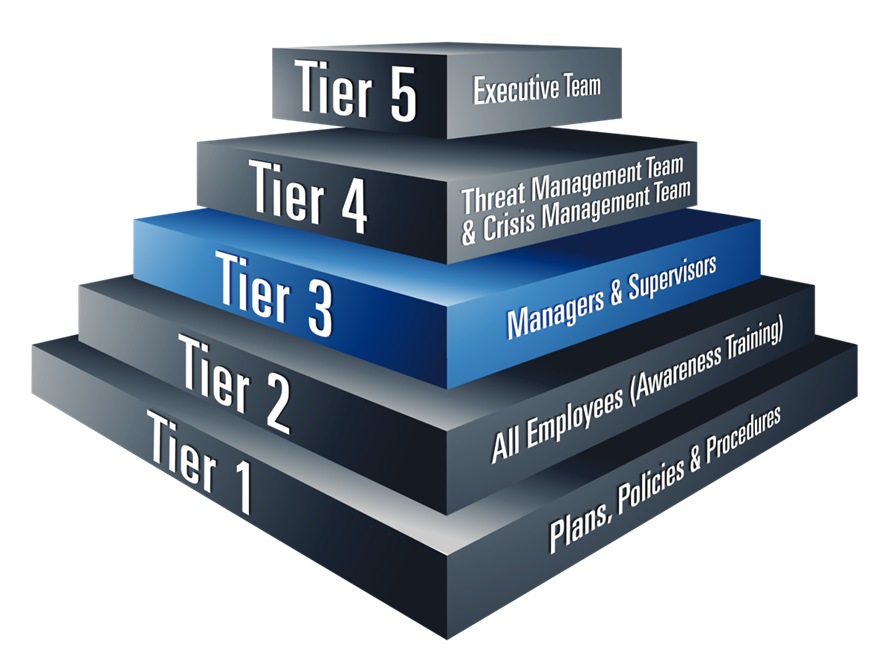 Tier 5
Executive Team
Tier 4
Threat Management Team
& Crisis Management Team
Tier 3
Managers & Supervisors
Tier 2
All Employees (Awareness Training)
Tier 1
Plans, Policies & Procedures